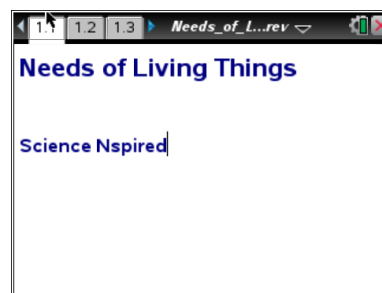 1.1 1.2 1.3 Needs_of_L...rev
Needs of Living Things
Science Nspired